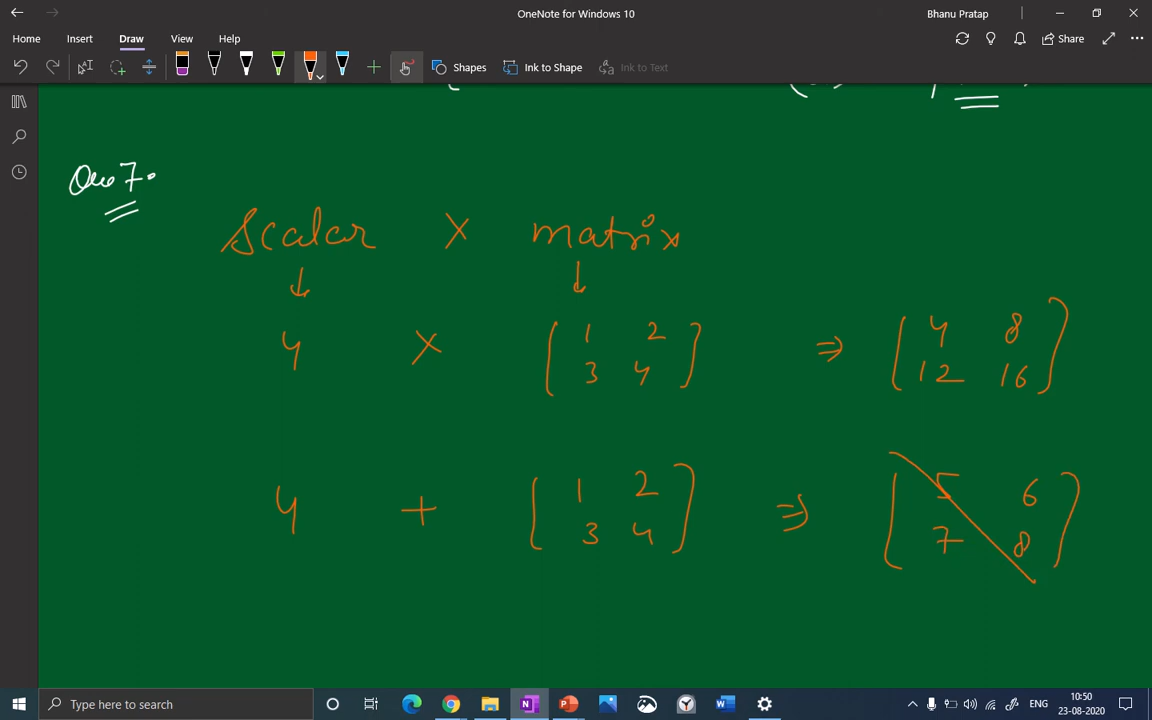 OneNote for Windows 10
Bhanu Pratap
Home Insert Draw View Help
Share
Shapes Ink to Shape Ink to Text
Que 7.
Scalar X matrix
↓ ↓
4 X [1 2
3 4] ⇒ [4 8
12 16]
4 + [1 2
3 4] ⇒ [5 6
7 8]
Type here to search
ENG
10:50
23-08-2020